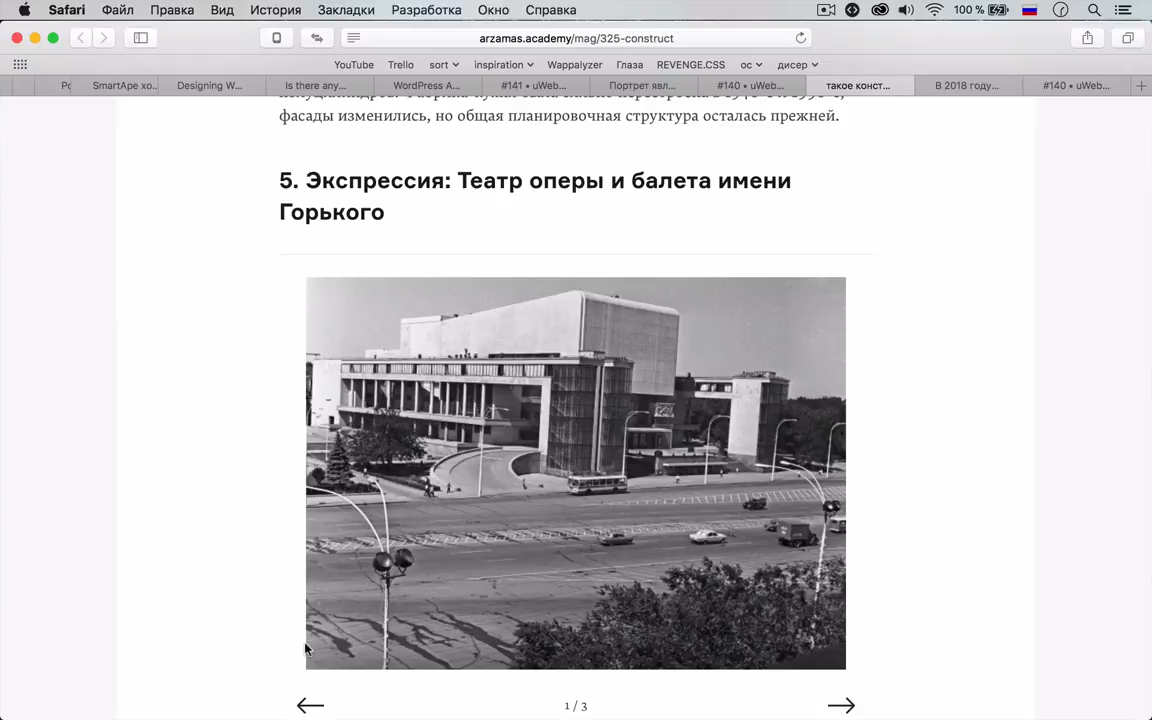 Safari Файл Правка Вид История Закладки Разработка Окно Справка 100 %
arzamas.academy/mag/325-construct
YouTube Trello sort inspiration Wappalyzer Глаза REVENGE.CSS ос дисер
SmartApe хо... Designing W... Is there any... WordPress A... #141 • uWeb... Портрет явл... #140 • uWeb... такое конст... В 2018 году... #140 • uWeb...
фасады изменились, но общая планировочная структура осталась прежней.
5. Экспрессия: Театр оперы и балета имени
Горького
1 / 3